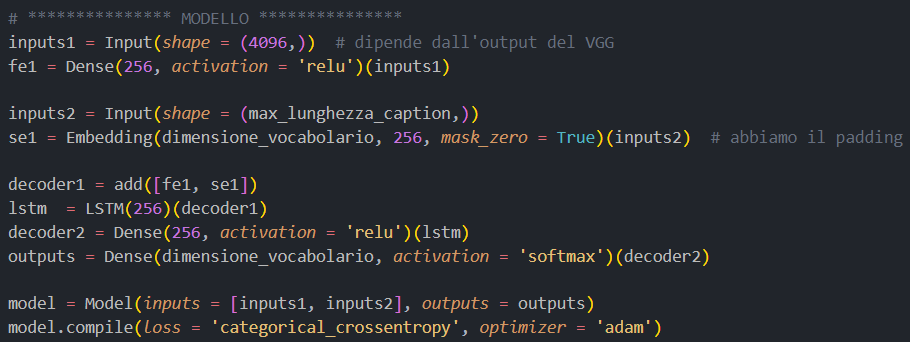 # *************** MODELLO ***************
inputs1 = Input(shape = (4096,))  # dipende dall'output del VGG
fe1 = Dense(256, activation = 'relu')(inputs1)

inputs2 = Input(shape = (max_lunghezza_caption,))
se1 = Embedding(dimensione_vocabolario, 256, mask_zero = True)(inputs2)  # abbiamo il padding

decoder1 = add([fe1, se1])
lstm  = LSTM(256)(decoder1)
decoder2 = Dense(256, activation = 'relu')(lstm)
outputs = Dense(dimensione_vocabolario, activation = 'softmax')(decoder2)

model = Model(inputs = [inputs1, inputs2], outputs = outputs)
model.compile(loss = 'categorical_crossentropy', optimizer = 'adam')